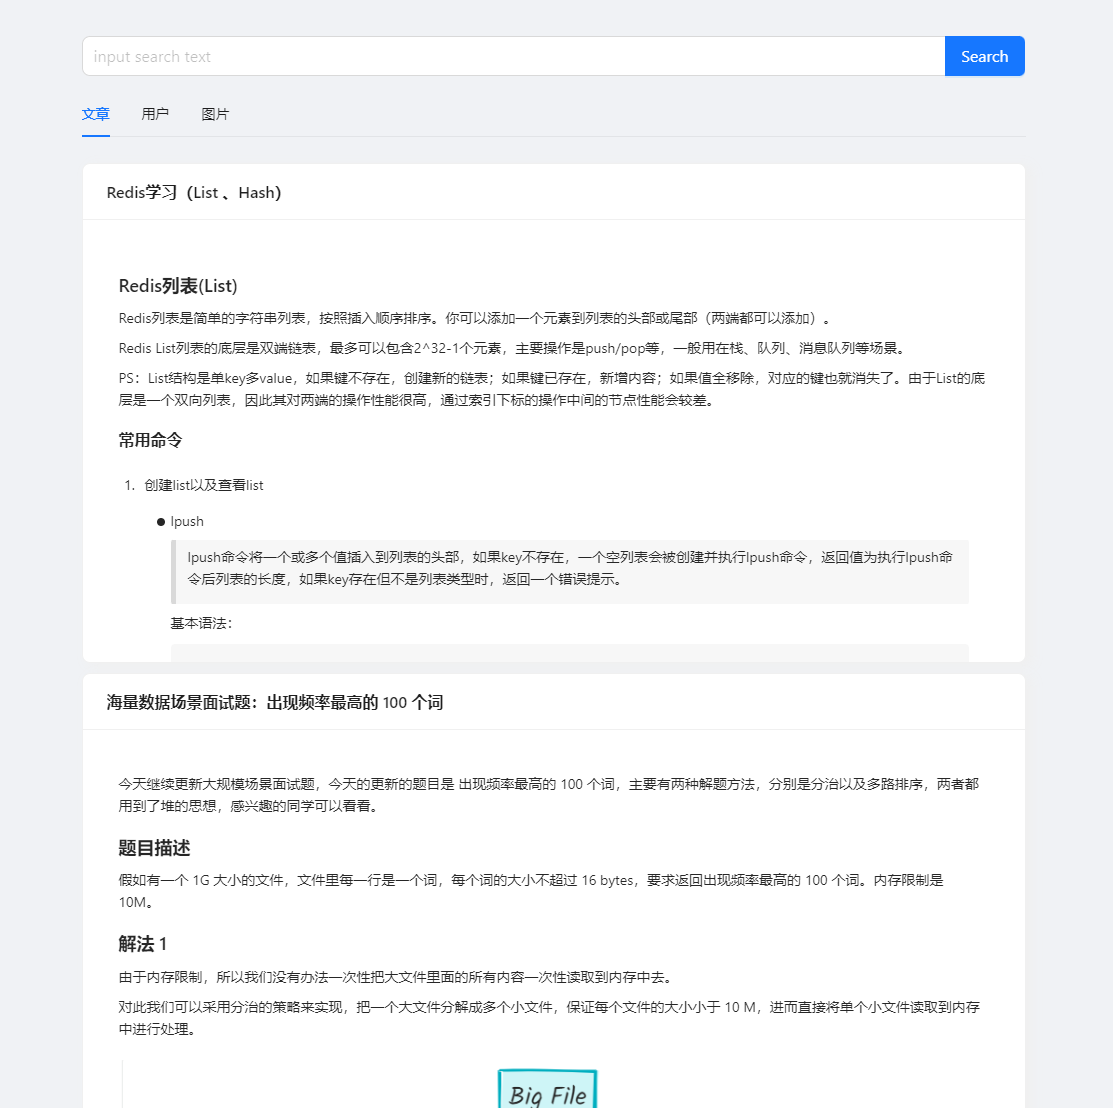 input search text
Search
文章 用户 图片
Redis学习（List 、Hash）
Redis列表(List)
Redis列表是简单的字符串列表，按照插入顺序排序。你可以添加一个元素到列表的头部或尾部（两端都可以添加）。
Redis List列表的底层是双端链表，最多可以包含2^32-1个元素，主要操作是push/pop等，一般用在栈、队列、消息队列等场景。
PS：List结构是单key多value，如果键不存在，创建新的链表；如果键已存在，新增内容；如果值全移除，对应的键也就消失了。由于List的底
层是一个双向列表，因此其对两端的操作性能很高，通过索引下标的操作中间的节点性能会较差。
常用命令
1. 创建list以及查看list
● lpush
lpush命令将一个或多个值插入到列表的头部，如果key不存在，一个空列表会被创建并执行lpush命令，返回值为执行lpush命
令后列表的长度，如果key存在但不是列表类型时，返回一个错误提示。
基本语法：
海量数据场景面试题：出现频率最高的 100 个词
今天继续更新大规模场景面试题，今天的更新的题目是 出现频率最高的 100 个词，主要有两种解题方法，分别是分治以及多路排序，两者都
用到了堆的思想，感兴趣的同学可以看看。
题目描述
假如有一个 1G 大小的文件，文件里每一行是一个词，每个词的大小不超过 16 bytes，要求返回出现频率最高的 100 个词。内存限制是
10M。
解法 1
由于内存限制，所以我们没有办法一次性把大文件里面的所有内容一次性读取到内存中去。
对此我们可以采用分治的策略来实现，把一个大文件分解成多个小文件，保证每个文件的大小小于 10 M，进而直接将单个小文件读取到内存
中进行处理。
Big File